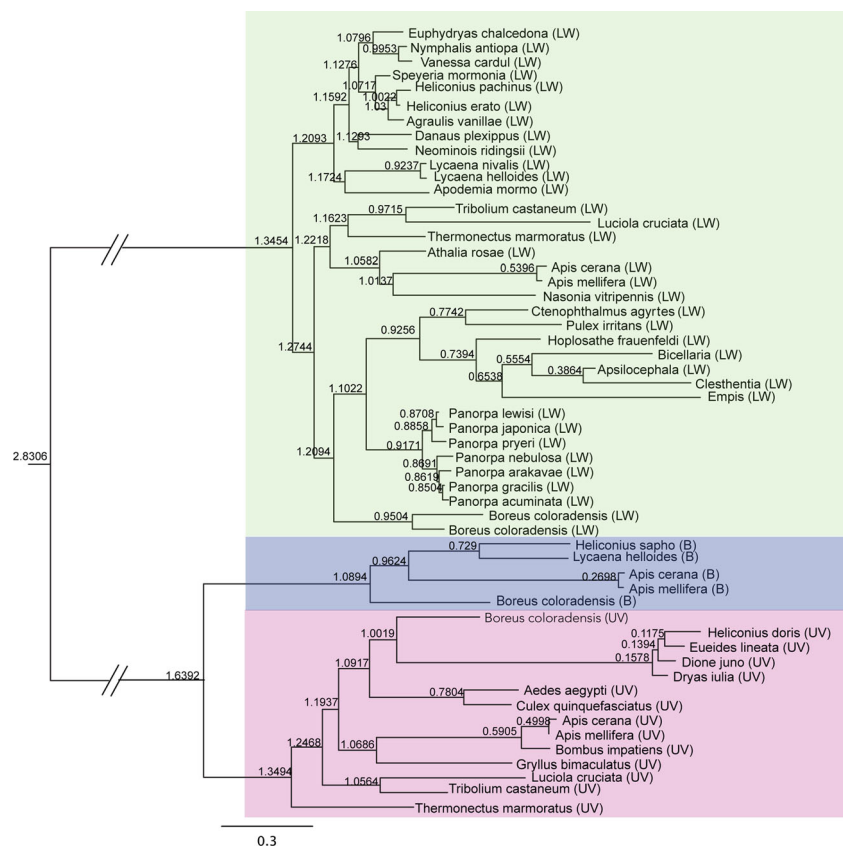 1.0796
Euphydryas chalcedona (LW)
0.9953
Nymphalis antiopa (LW)
1.1276
Vanessa cardul (LW)
1.0717
Speyeria mormonia (LW)
Heliconius pachinus (LW)
1.1592
1.0022
1.03
Heliconius erato (LW)
Agraulis vanillae (LW)
1.2093
1.1293
Danaus plexippus (LW)
Neominois ridingsii (LW)
0.9237
Lycaena nivalis (LW)
1.1724
Lycaena helloides (LW)
Apodemia mormo (LW)
0.9715
Tribolium castaneum (LW)
1.1623
Luciola cruciata (LW)
1.3454
1.2218
Thermonectus marmoratus (LW)
Athalia rosae (LW)
1.0582
0.5396
Apis cerana (LW)
1.0137
Apis mellifera (LW)
Nasonia vitripennis (LW)
0.7742
Ctenophthalmus agyrtes (LW)
0.9256
Pulex irritans (LW)
1.2744
Hoplosathe frauenfeldi (LW)
0.7394
0.5554
Bicellaria (LW)
0.6538
0.3864
Apsilocephala (LW)
Clesthentia (LW)
1.1022
Empis (LW)
0.8708
Panorpa lewisi (LW)
0.8858
Panorpa japonica (LW)
0.9171
Panorpa pryeri (LW)
2.8306
1.2094
0.8691
Panorpa nebulosa (LW)
0.8619
Panorpa arakavae (LW)
0.8504
Panorpa gracilis (LW)
Panorpa acuminata (LW)
0.9504
Boreus coloradensis (LW)
Boreus coloradensis (LW)
0.729
Heliconius sapho (B)
0.9624
Lycaena helloides (B)
1.0894
0.2698
Apis cerana (B)
Apis mellifera (B)
Boreus coloradensis (B)
Boreus coloradensis (UV)
1.0019
0.1175
Heliconius doris (UV)
0.1394
Eueides lineata (UV)
1.0917
0.1578
Dione juno (UV)
1.6392
Dryas iulia (UV)
0.7804
Aedes aegypti (UV)
1.1937
Culex quinquefasciatus (UV)
0.4998
Apis cerana (UV)
0.5905
Apis mellifera (UV)
1.2468
1.0686
Bombus impatiens (UV)
Gryllus bimaculatus (UV)
1.3494
1.0564
Luciola cruciata (UV)
Tribolium castaneum (UV)
Thermonectus marmoratus (UV)
0.3